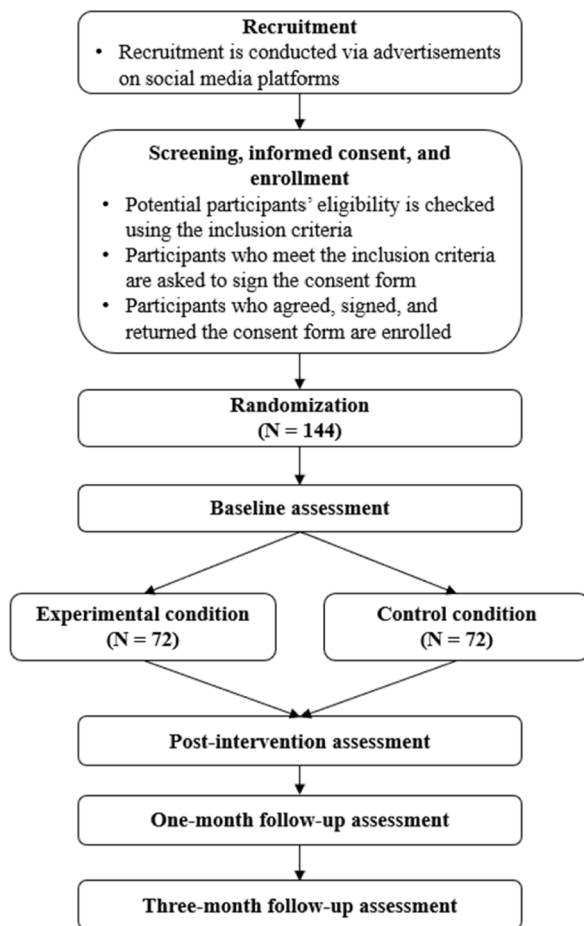 Recruitment
• Recruitment is conducted via advertisements
on social media platforms
Screening, informed consent, and
enrollment
• Potential participants’ eligibility is checked
using the inclusion criteria
• Participants who meet the inclusion criteria
are asked to sign the consent form
• Participants who agreed, signed, and
returned the consent form are enrolled
Randomization
(N = 144)
Baseline assessment
Experimental condition
(N = 72)
Control condition
(N = 72)
Post-intervention assessment
One-month follow-up assessment
Three-month follow-up assessment